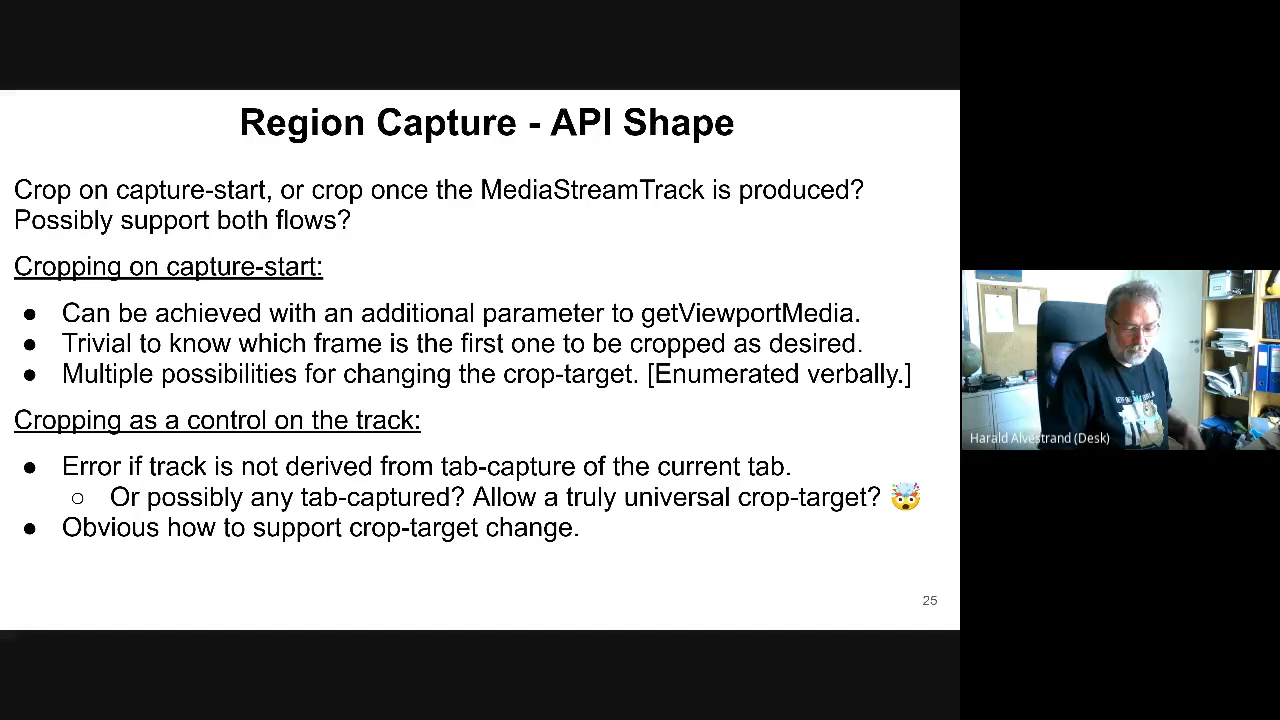 Region Capture - API Shape
Crop on capture-start, or crop once the MediaStreamTrack is produced?
Possibly support both flows?
Cropping on capture-start:
● Can be achieved with an additional parameter to getViewportMedia.
● Trivial to know which frame is the first one to be cropped as desired.
● Multiple possibilities for changing the crop-target. [Enumerated verbally.]
Cropping as a control on the track:
● Error if track is not derived from tab-capture of the current tab.
○ Or possibly any tab-captured? Allow a truly universal crop-target? 🤯
● Obvious how to support crop-target change.
25
Harald Alvestrand (Desk)